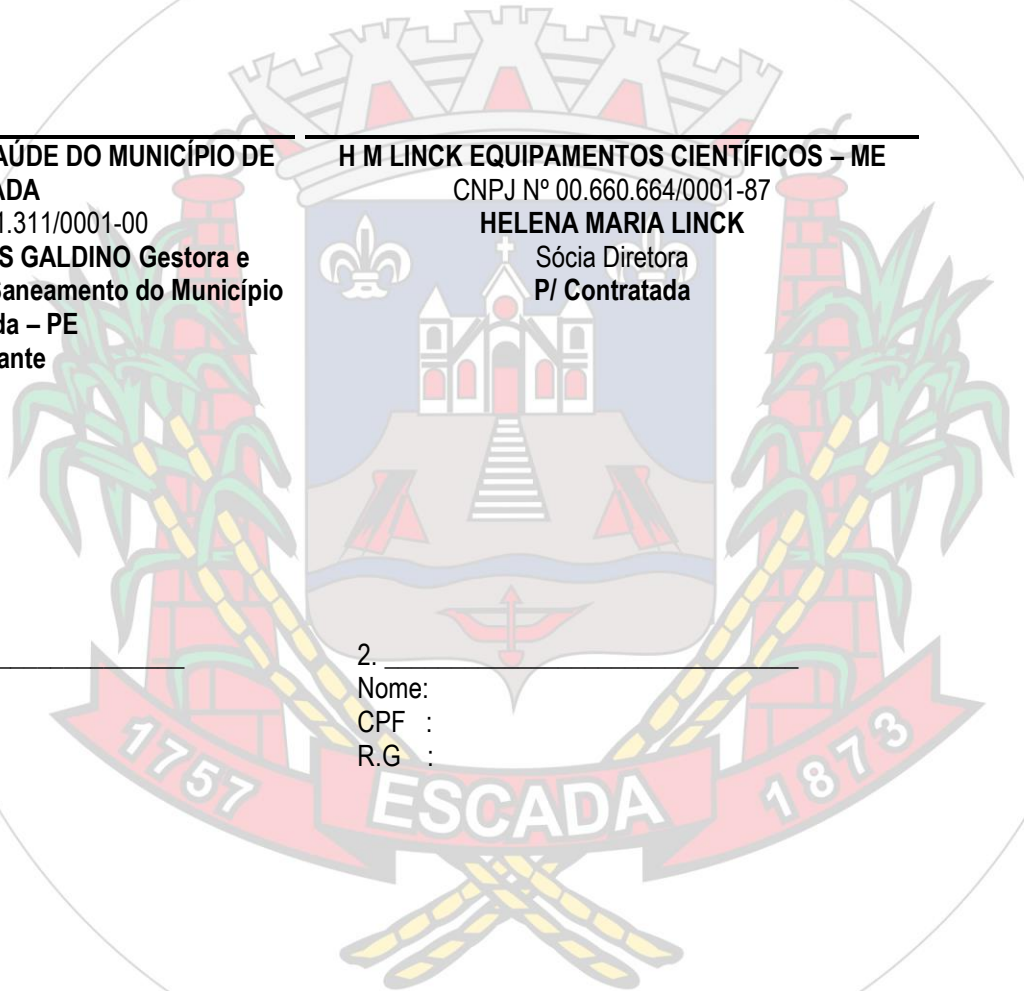 AÚDE DO MUNICÍPIO DE
ADA
1.311/0001-00
S GALDINO Gestora e
Saneamento do Município
da – PE
ante
H M LINCK EQUIPAMENTOS CIENTÍFICOS – ME
CNPJ Nº 00.660.664/0001-87
HELENA MARIA LINCK
Sócia Diretora
P/ Contratada
2. ______________________________
Nome:
CPF :
R.G :
1757
ESCADA
1873